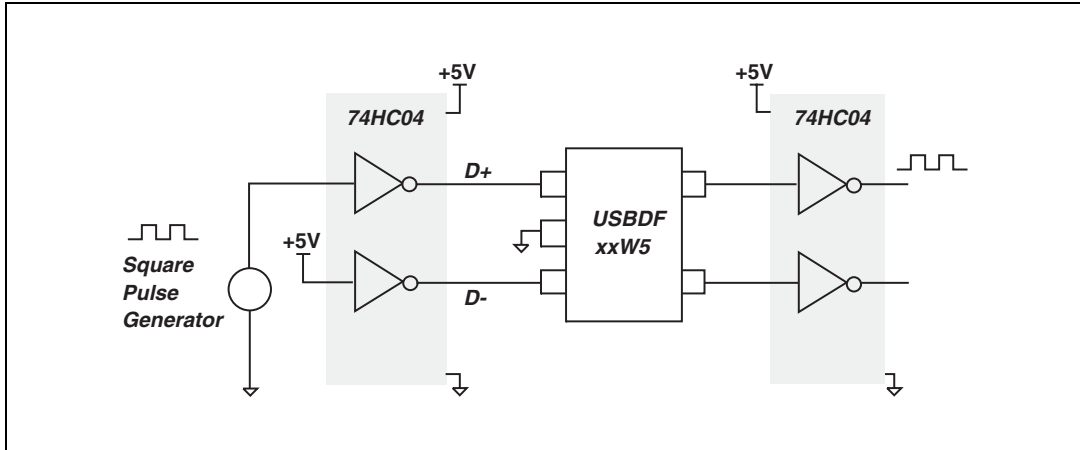 +5V
74HC04
D+
+5V
D-
Square
Pulse
Generator
USBDF
xxW5
+5V
74HC04